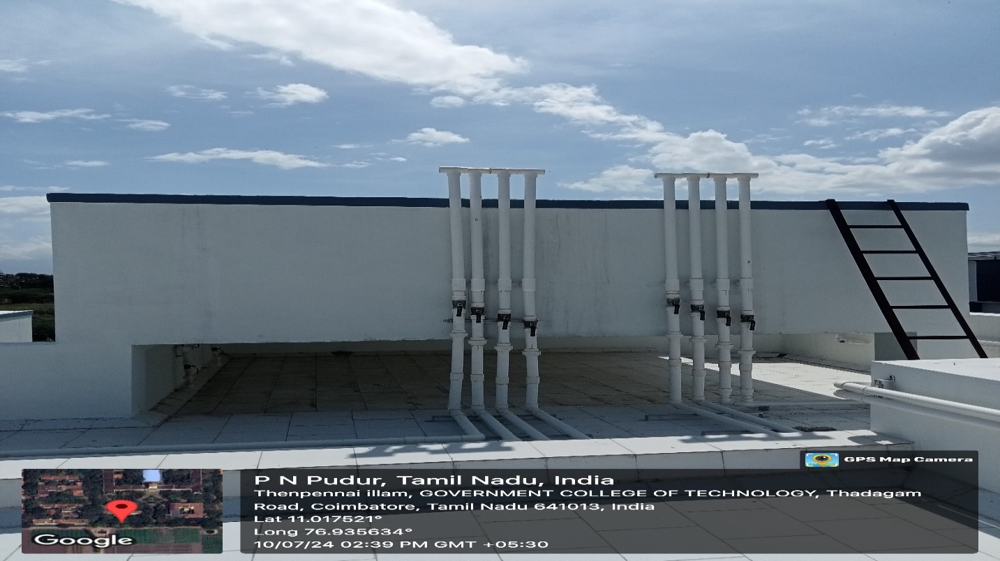 GPS Map Camera
P N Pudur, Tamil Nadu, India
Thenpennai illam, GOVERNMENT COLLEGE OF TECHNOLOGY, Thadagam
Road, Coimbatore, Tamil Nadu 641013, India
Lat 11.017521°
Long 76.935634°
10/07/24 02:39 PM GMT +05:30
Google